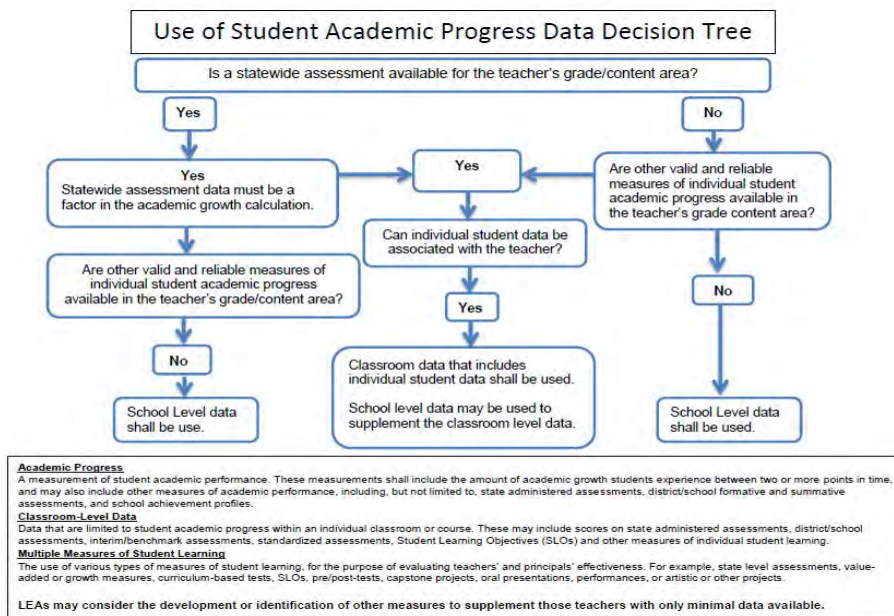 Use of Student Academic Progress Data Decision Tree
Is a statewide assessment available for the teacher's grade/content area?
Yes
No
Yes
Statewide assessment data must be a
factor in the academic growth calculation.
Yes
Are other valid and reliable
measures of individual student
academic progress available in
the teacher's grade content area?
Can individual student data be
associated with the teacher?
Are other valid and reliable measures of
individual student academic progress
available in the teacher's grade/content area?
Yes
No
No
Classroom data that includes
individual student data shall be used.
School level data may be used to
supplement the classroom level data.
School Level data
shall be use.
School Level data
shall be used.
Academic Progress
A measurement of student academic performance. These measurements shall include the amount of academic growth students experience between two or more points in time,
and may also include other measures of academic performance, including, but not limited to, state administered assessments, district/school formative and summative
assessments, and school achievement profiles.
Classroom-Level Data
Data that are limited to student academic progress within an individual classroom or course. These may include scores on state administered assessments, district/school
assessments, interim/benchmark assessments, standardized assessments, Student Learning Objectives (SLOs) and other measures of individual student learning.
Multiple Measures of Student Learning
The use of various types of measures of student learning, for the purpose of evaluating teachers' and principals' effectiveness. For example, state level assessments, value-
added or growth measures, curriculum-based tests, SLOs, pre/post-tests, capstone projects, oral presentations, performances, or artistic or other projects.
LEAs may consider the development or identification of other measures to supplement those teachers with only minimal data available.